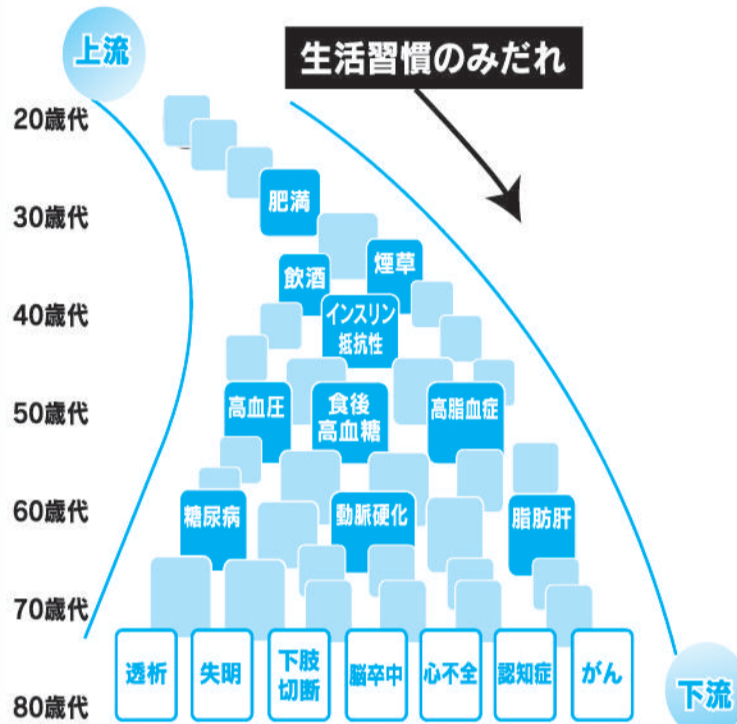 上流
生活習慣のみだれ
20歳代
肥満
30歳代
飲酒
煙草
40歳代
インスリン
抵抗性
50歳代
高血圧
食後
高血糖
高脂血症
60歳代
糖尿病
動脈硬化
脂肪肝
70歳代
透析
失明
下肢
切断
脳卒中
心不全
認知症
がん
80歳代
下流